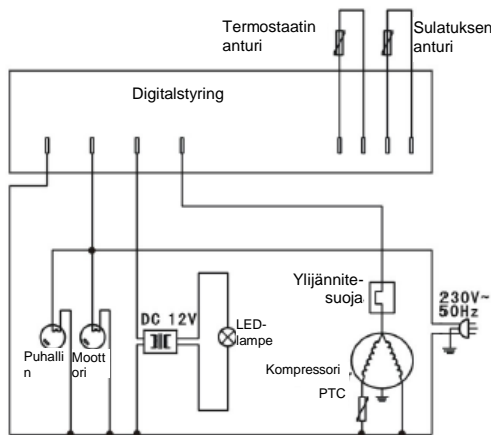 Termostaatin
anturi
Sulatuksen
anturi
Digitalstyring
Ylijännite-
suoja
230V~
50Hz
DC 12V
LED-
lampe
Puhalli
n
Moott
ori
Kompressori
PTC